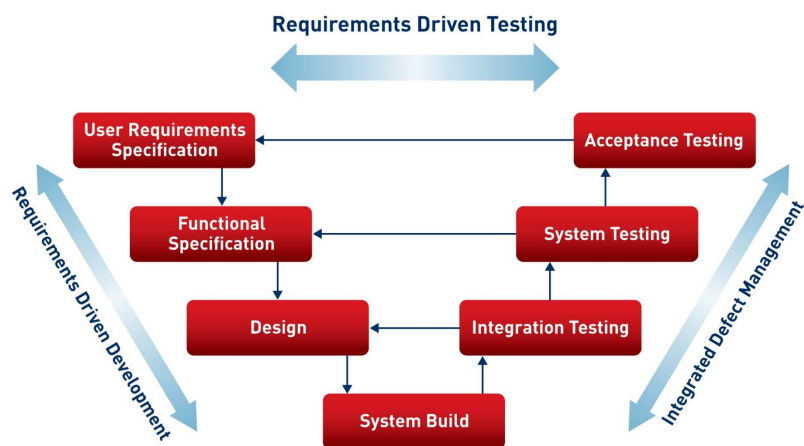 Requirements Driven Testing
User Requirements
Specification
Acceptance Testing
Functional
Specification
System Testing
Requirements Driven Development
Integrated Defect Management
Design
Integration Testing
System Build